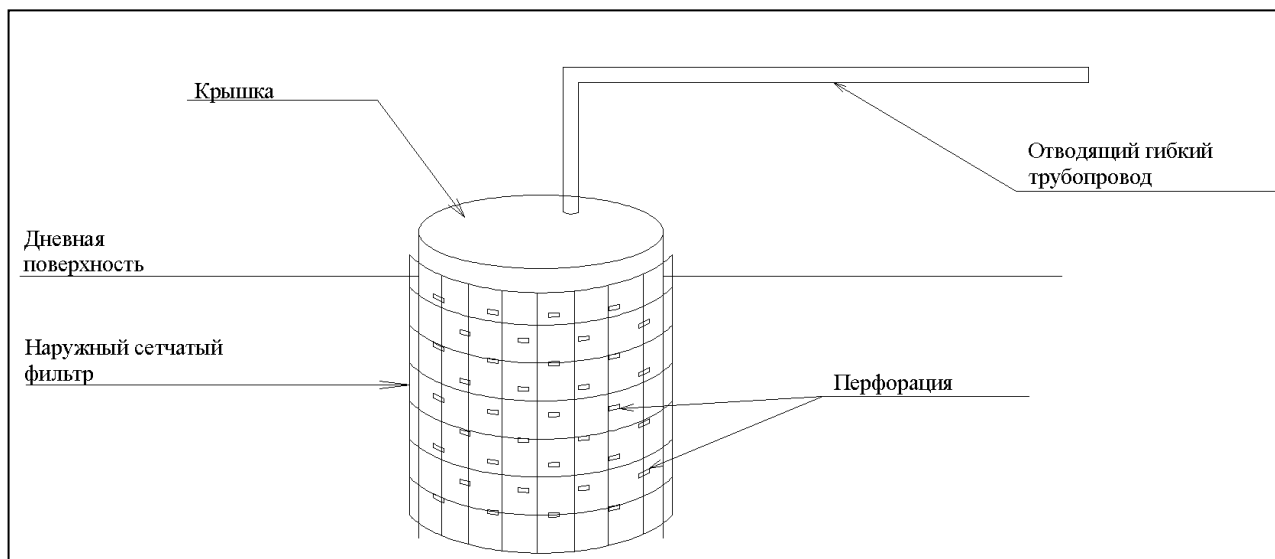 Крышка
Отводящий гибкий
трубопровод
Дневная
поверхность
Наружный сетчатый
фильтр
Перфорация